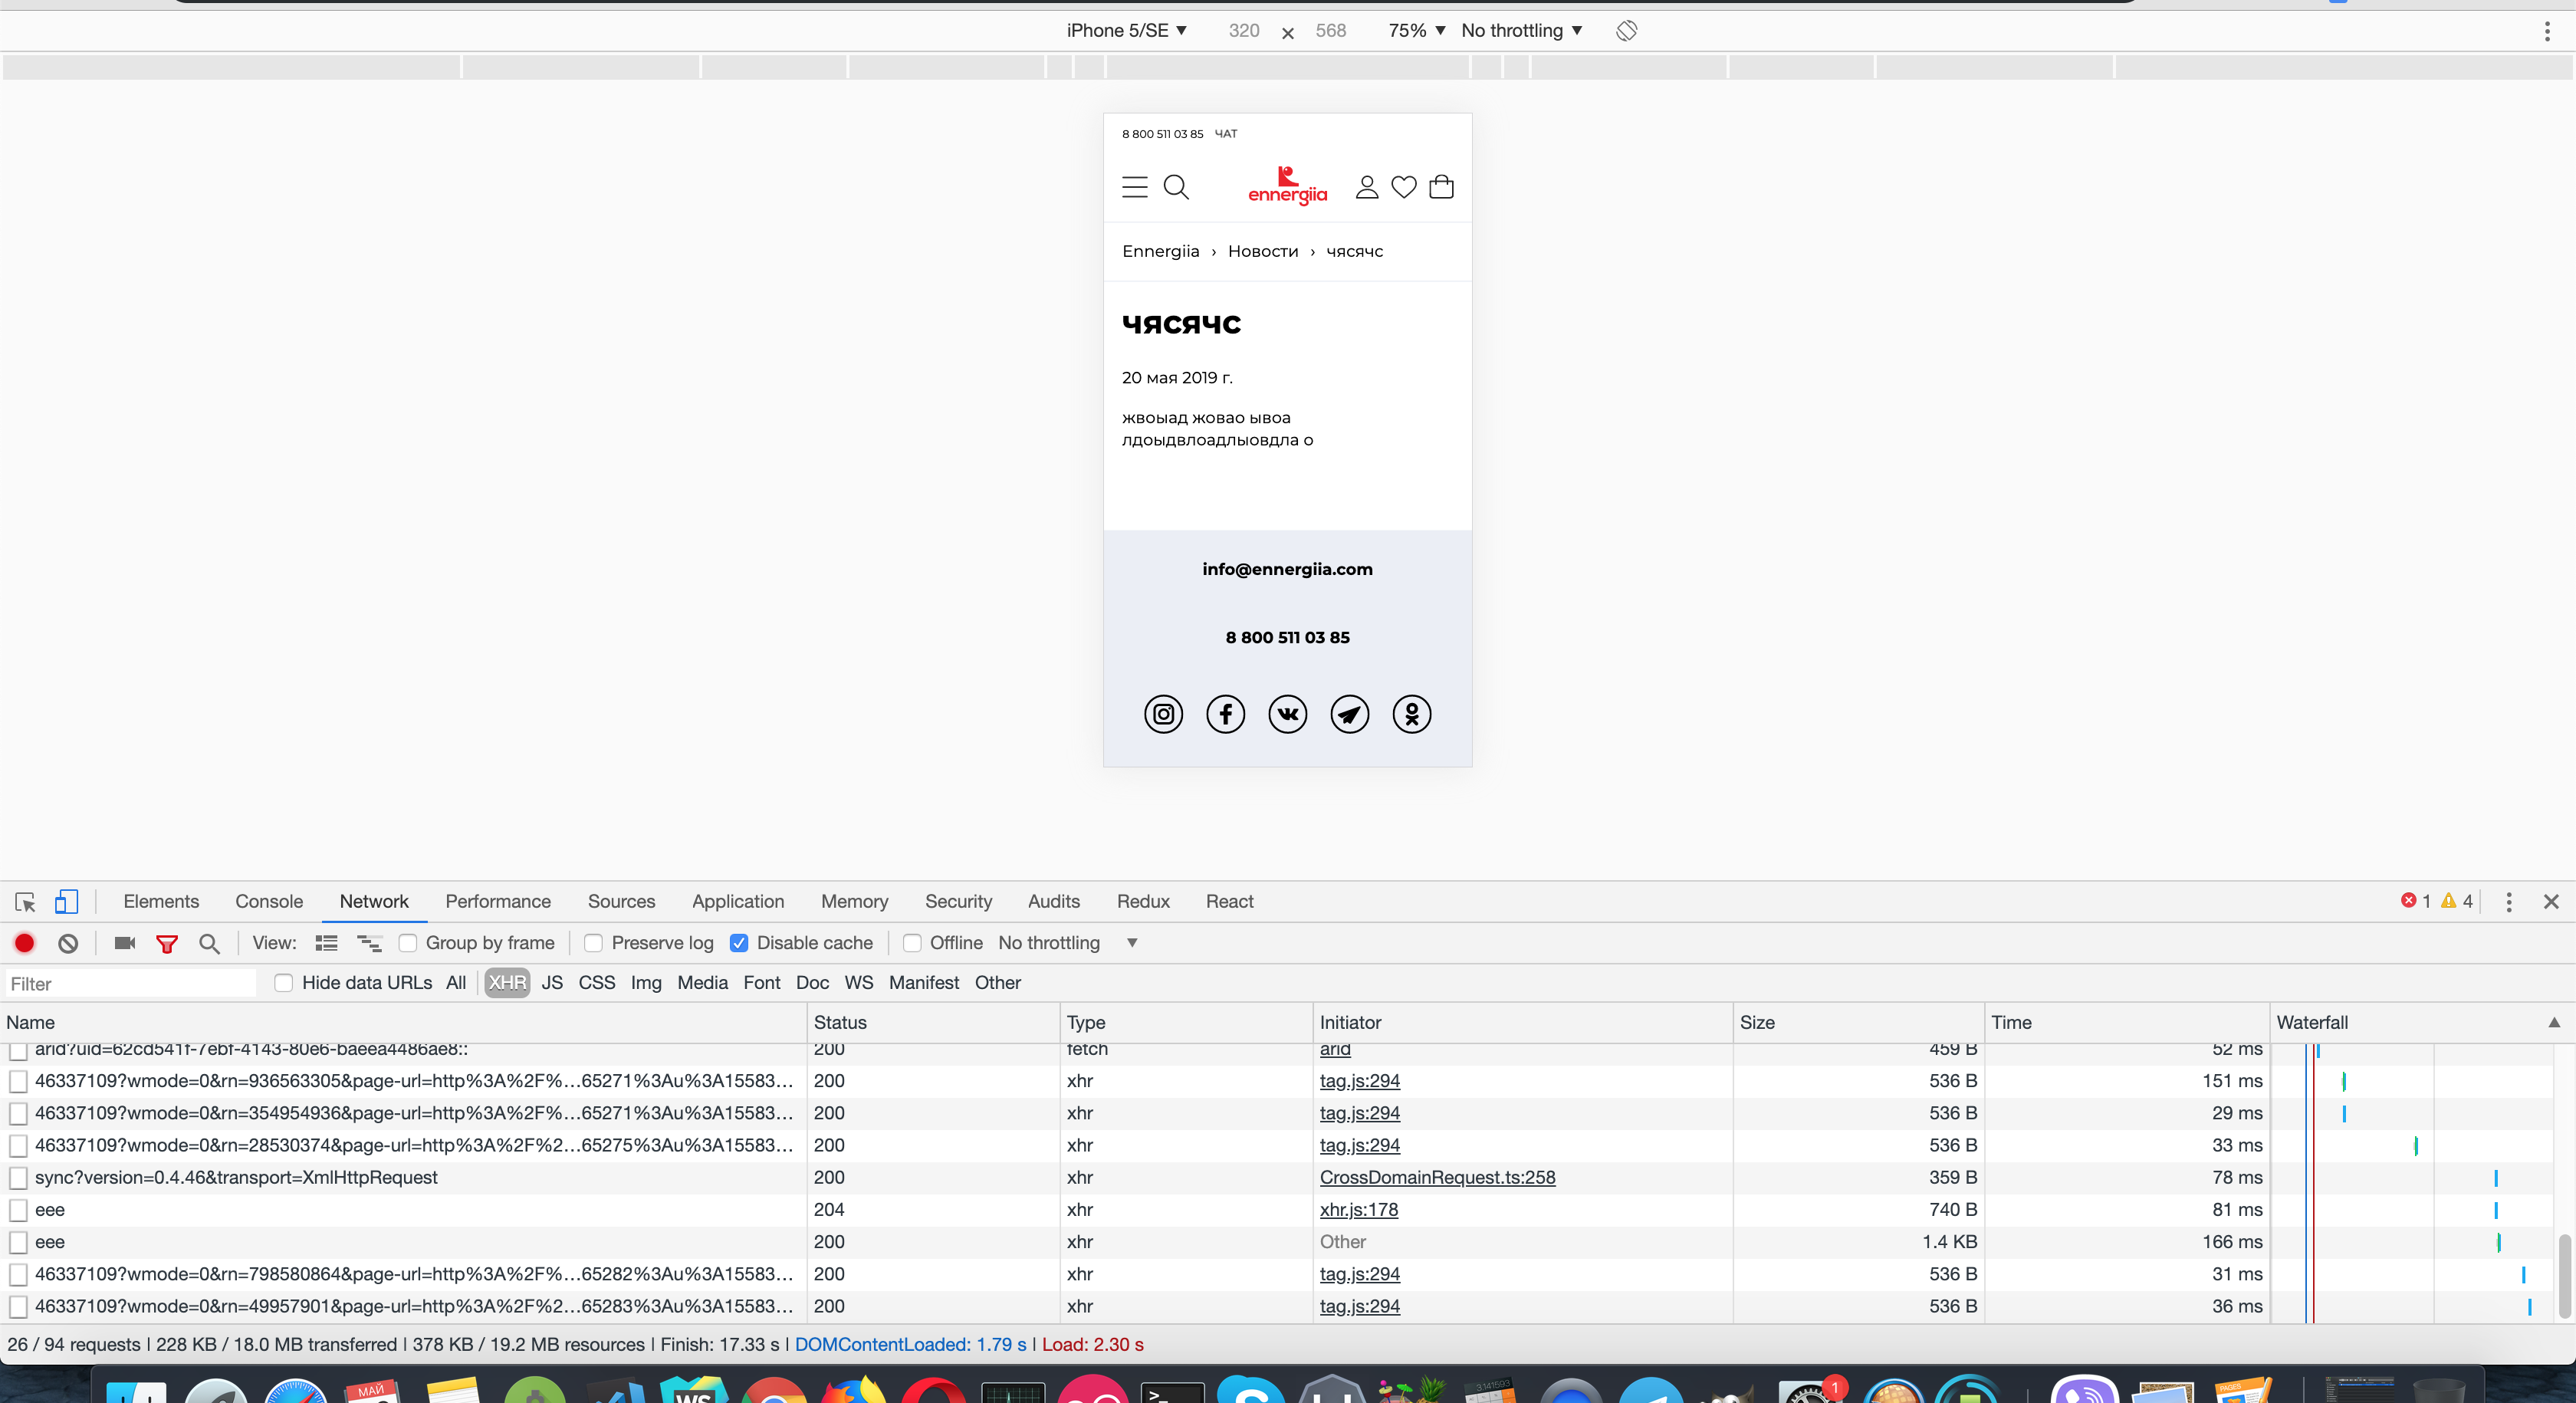 iPhone 5/SE ▼ 320 × 568 75% ▼ No throttling ▼
8 800 511 03 85 ЧАТ
ennergiia
Ennergiia › Новости › чясячс
чясячс
20 мая 2019 г.
жвоыад жовао ывоа
лдоыдвлоадлыовдла о
info@ennergiia.com
8 800 511 03 85
Elements Console Network Performance Sources Application Memory Security Audits Redux React 1 4
View: Group by frame Preserve log Disable cache Offline No throttling ▼
Filter Hide data URLs All XHR JS CSS Img Media Font Doc WS Manifest Other
Name Status Type Initiator Size Time Waterfall ▲
arid?uid=62cd541f-7ebf-4143-80e6-baeea4486ae8:: 200 fetch arid 459 B 52 ms
46337109?wmode=0&rn=936563305&page-url=http%3A%2F%…65271%3Au%3A15583… 200 xhr tag.js:294 536 B 151 ms
46337109?wmode=0&rn=354954936&page-url=http%3A%2F%…65271%3Au%3A15583… 200 xhr tag.js:294 536 B 29 ms
46337109?wmode=0&rn=28530374&page-url=http%3A%2F%2…65275%3Au%3A15583… 200 xhr tag.js:294 536 B 33 ms
sync?version=0.4.46&transport=XmlHttpRequest 200 xhr CrossDomainRequest.ts:258 359 B 78 ms
eee 204 xhr xhr.js:178 740 B 81 ms
eee 200 xhr Other 1.4 KB 166 ms
46337109?wmode=0&rn=798580864&page-url=http%3A%2F%…65282%3Au%3A15583… 200 xhr tag.js:294 536 B 31 ms
46337109?wmode=0&rn=49957901&page-url=http%3A%2F%2…65283%3Au%3A15583… 200 xhr tag.js:294 536 B 36 ms
26 / 94 requests | 228 KB / 18.0 MB transferred | 378 KB / 19.2 MB resources | Finish: 17.33 s | DOMContentLoaded: 1.79 s | Load: 2.30 s
МАЙ WS 3.141593 1 PAGES